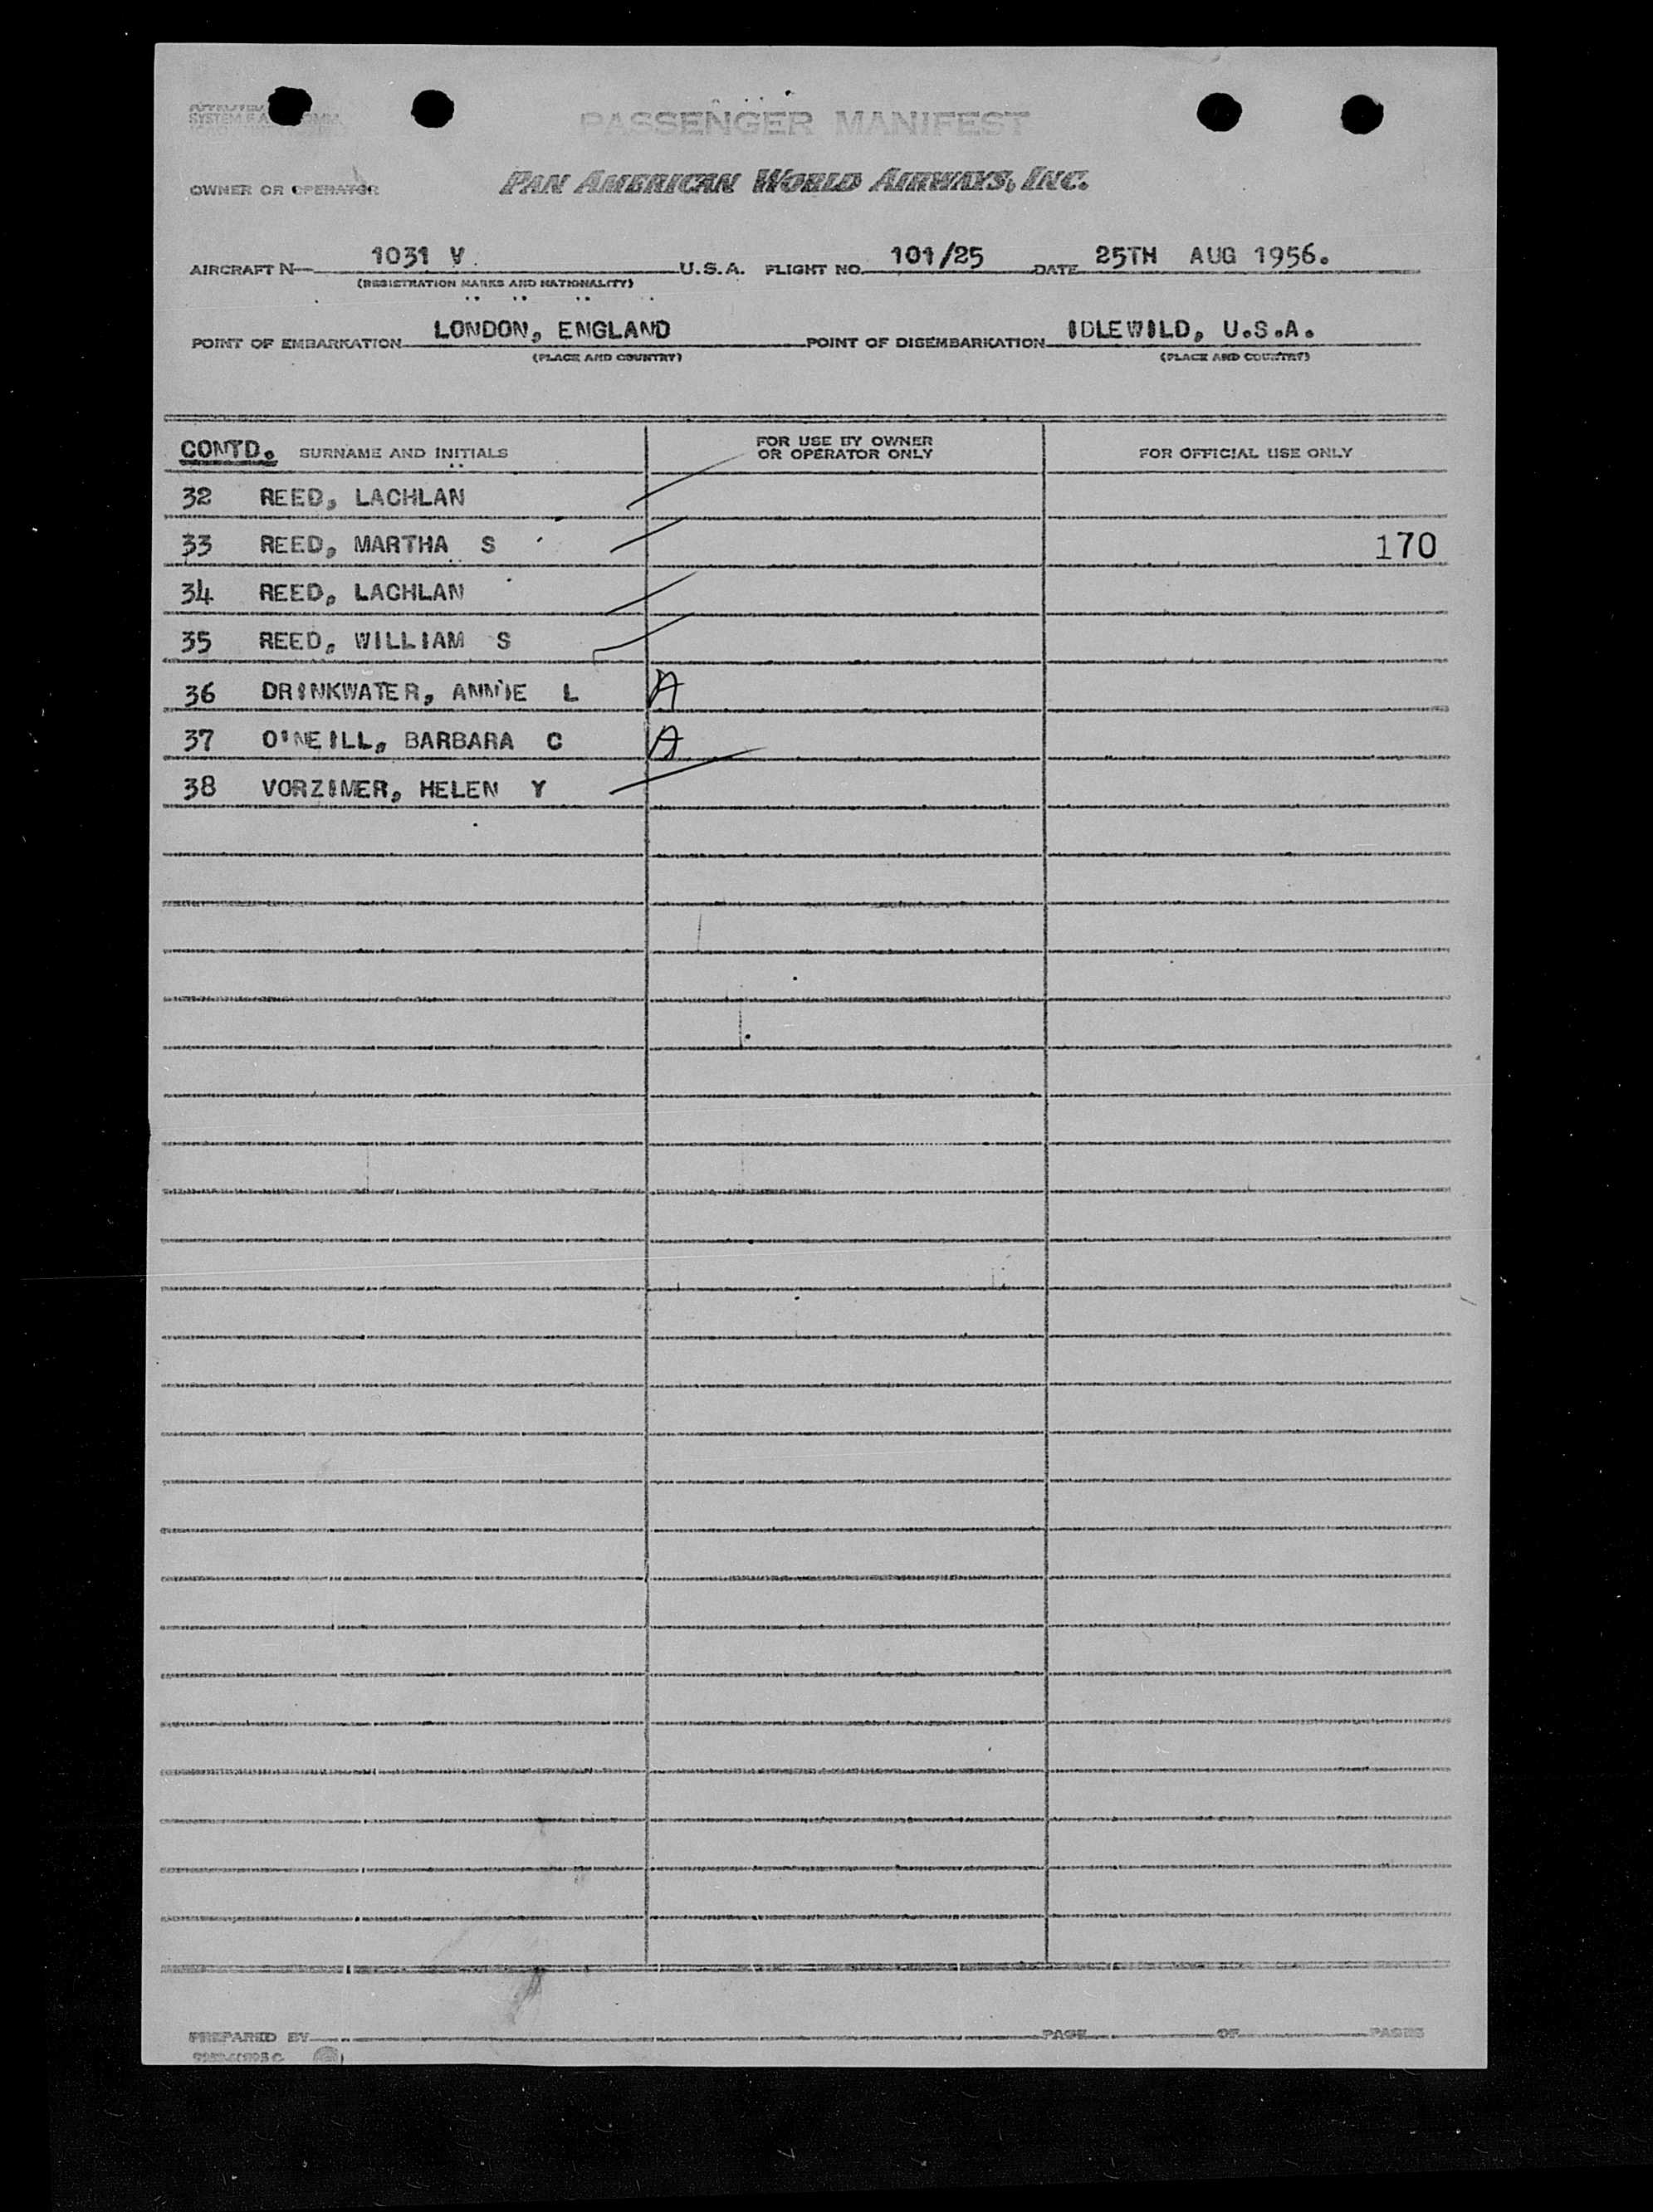 SYSTEM
PASSENGER MANIFEST
OWNER OR OPERATOR PAN AMERICAN WORLD AIRWAYS, INC.
AIRCRAFT N— 1031 V U.S.A. FLIGHT NO. 101/25 DATE 25TH AUG 1956.
(REGISTRATION MARKS AND NATIONALITY)
POINT OF EMBARKATION LONDON, ENGLAND POINT OF DISEMBARKATION IDLEWILD, U.S.A.
(PLACE AND COUNTRY) (PLACE AND COUNTRY)
CONTD. SURNAME AND INITIALS FOR USE BY OWNER OR OPERATOR ONLY FOR OFFICIAL USE ONLY
32 REED, LACHLAN
33 REED, MARTHA S 170
34 REED, LACHLAN
35 REED, WILLIAM S
36 DRINKWATER, ANNIE L A
37 O'NEILL, BARBARA C A
38 VORZIMER, HELEN Y
PREPARED BY PAGE OF PAGES